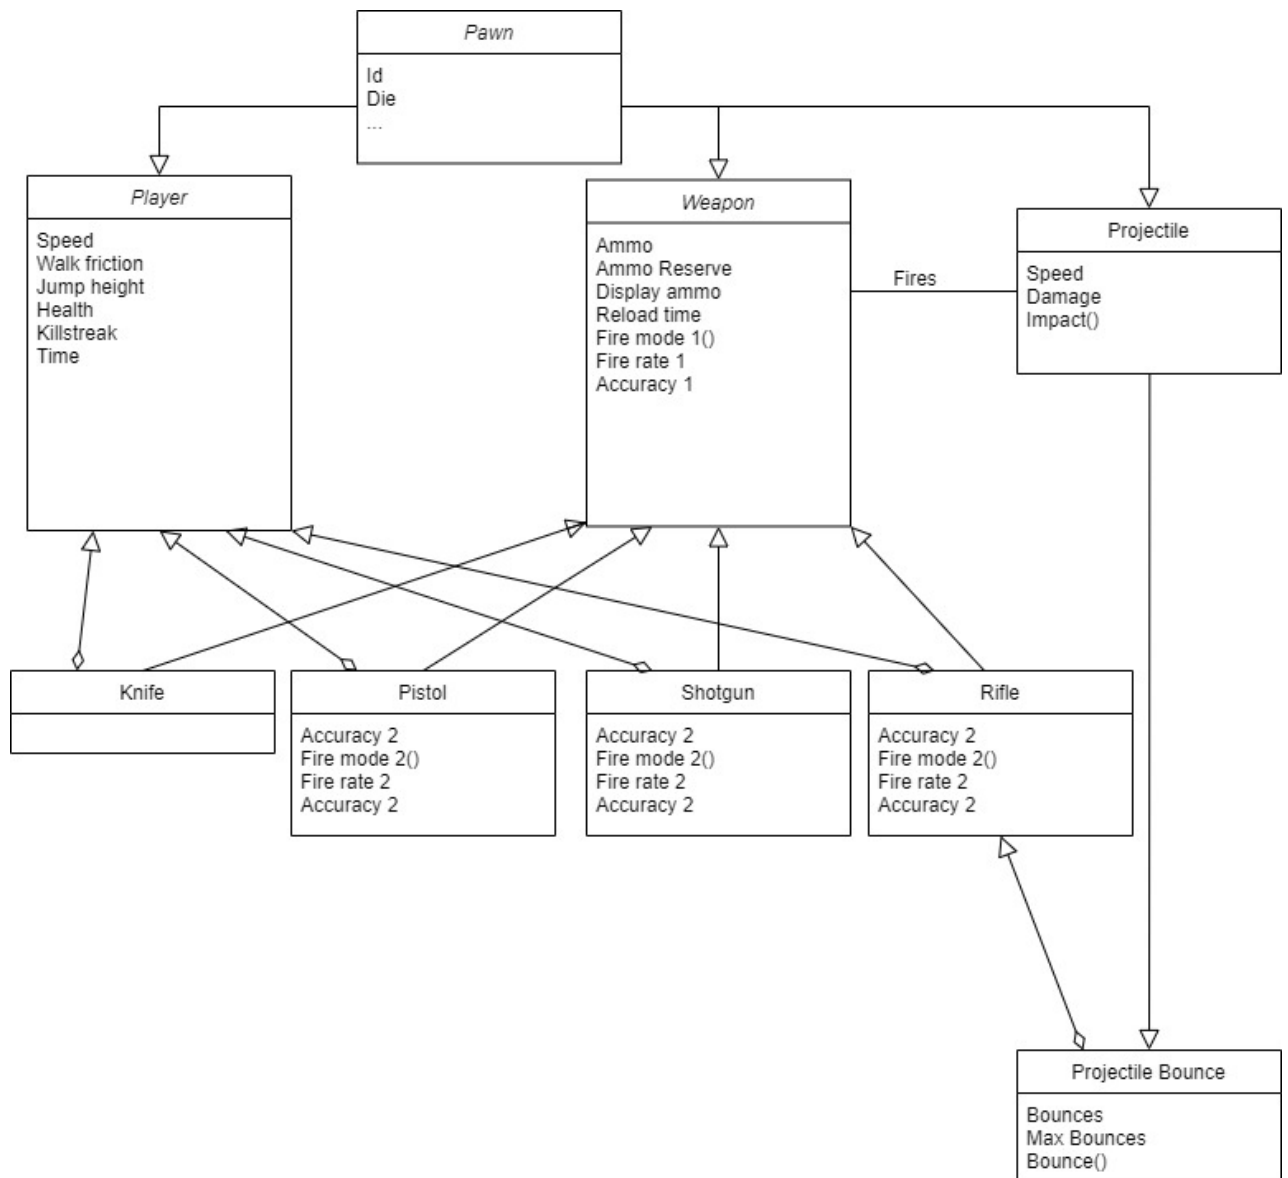 Pawn
Id
Die
...
Player
Speed
Walk friction
Jump height
Health
Killstreak
Time
Weapon
Ammo
Ammo Reserve
Display ammo
Reload time
Fire mode 1()
Fire rate 1
Accuracy 1
Fires
Projectile
Speed
Damage
Impact()
Knife
Pistol
Accuracy 2
Fire mode 2()
Fire rate 2
Accuracy 2
Shotgun
Accuracy 2
Fire mode 2()
Fire rate 2
Accuracy 2
Rifle
Accuracy 2
Fire mode 2()
Fire rate 2
Accuracy 2
Projectile Bounce
Bounces
Max Bounces
Bounce()